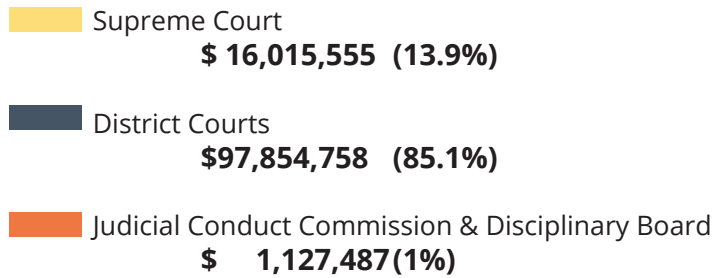 Supreme Court
$ 16,015,555 (13.9%)
District Courts
$97,854,758 (85.1%)
Judicial Conduct Commission & Disciplinary Board
$ 1,127,487(1%)